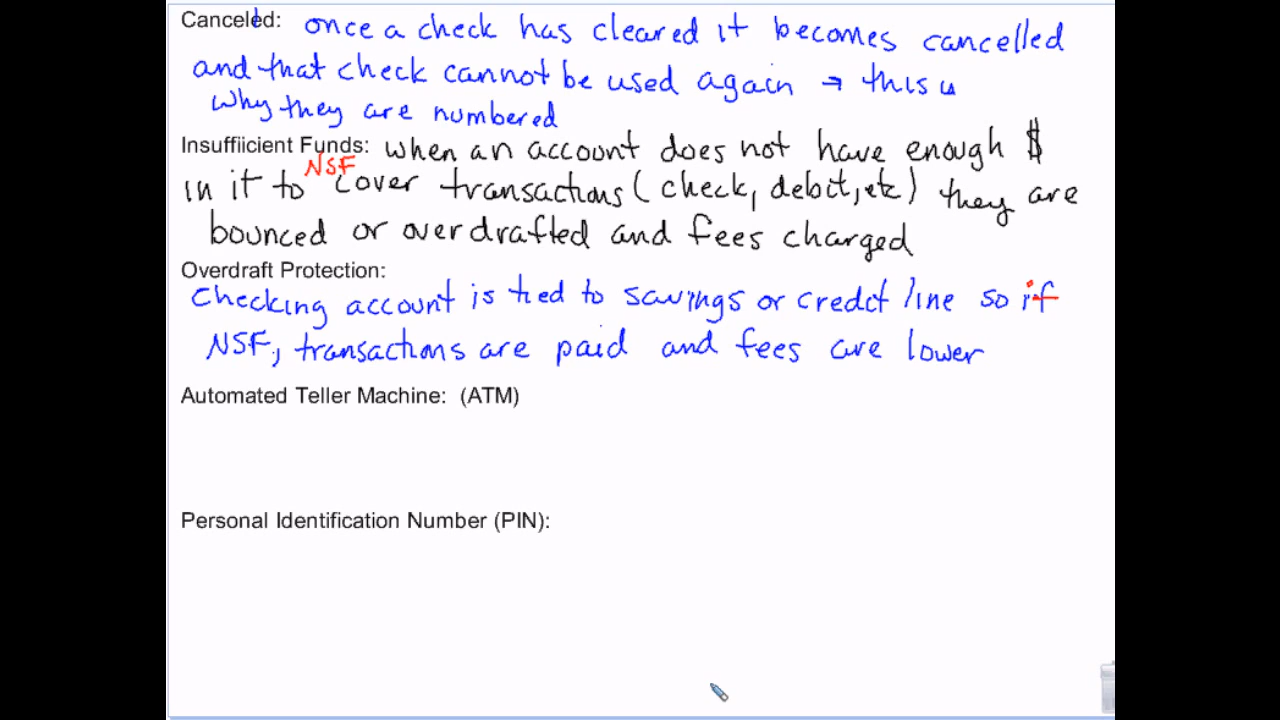 Canceled: once a check has cleared it becomes cancelled
and that check cannot be used again → this is
why they are numbered
Insuffiicient Funds: when an account does not have enough $
NSF
in it to cover transactions (check, debit, etc) they are
bounced or overdrafted and fees charged
Overdraft Protection:
Checking account is tied to savings or credit line so if
NSF, transactions are paid and fees are lower
Automated Teller Machine: (ATM)
Personal Identification Number (PIN):